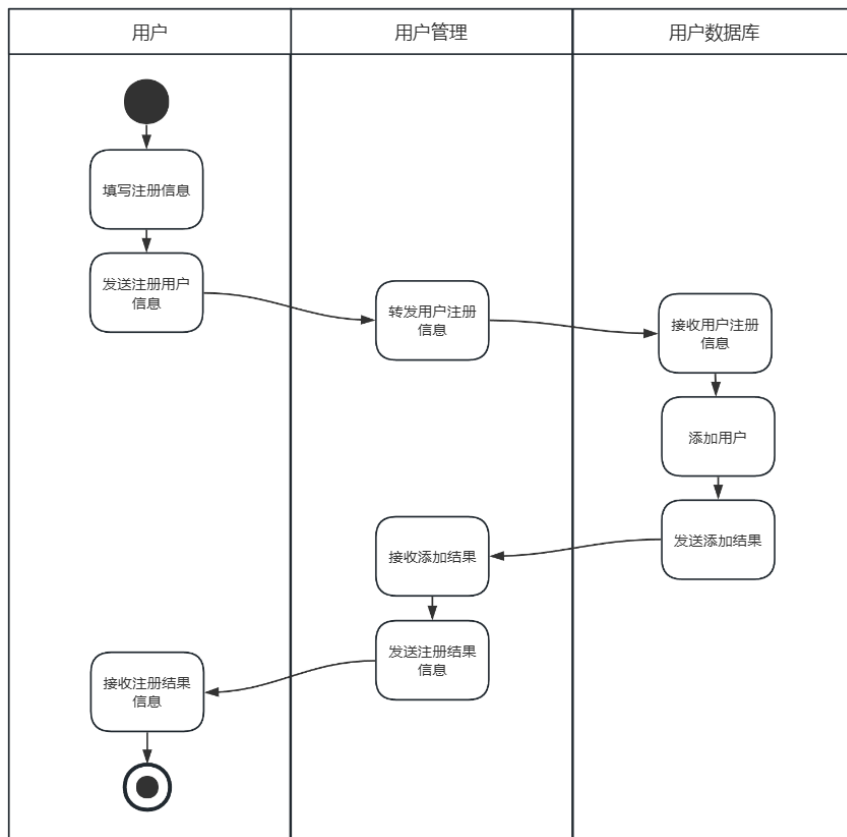 用户
用户管理
用户数据库
填写注册信息
发送注册用户
信息
转发用户注册
信息
接收用户注册
信息
添加用户
发送添加结果
接收添加结果
发送注册结果
信息
接收注册结果
信息